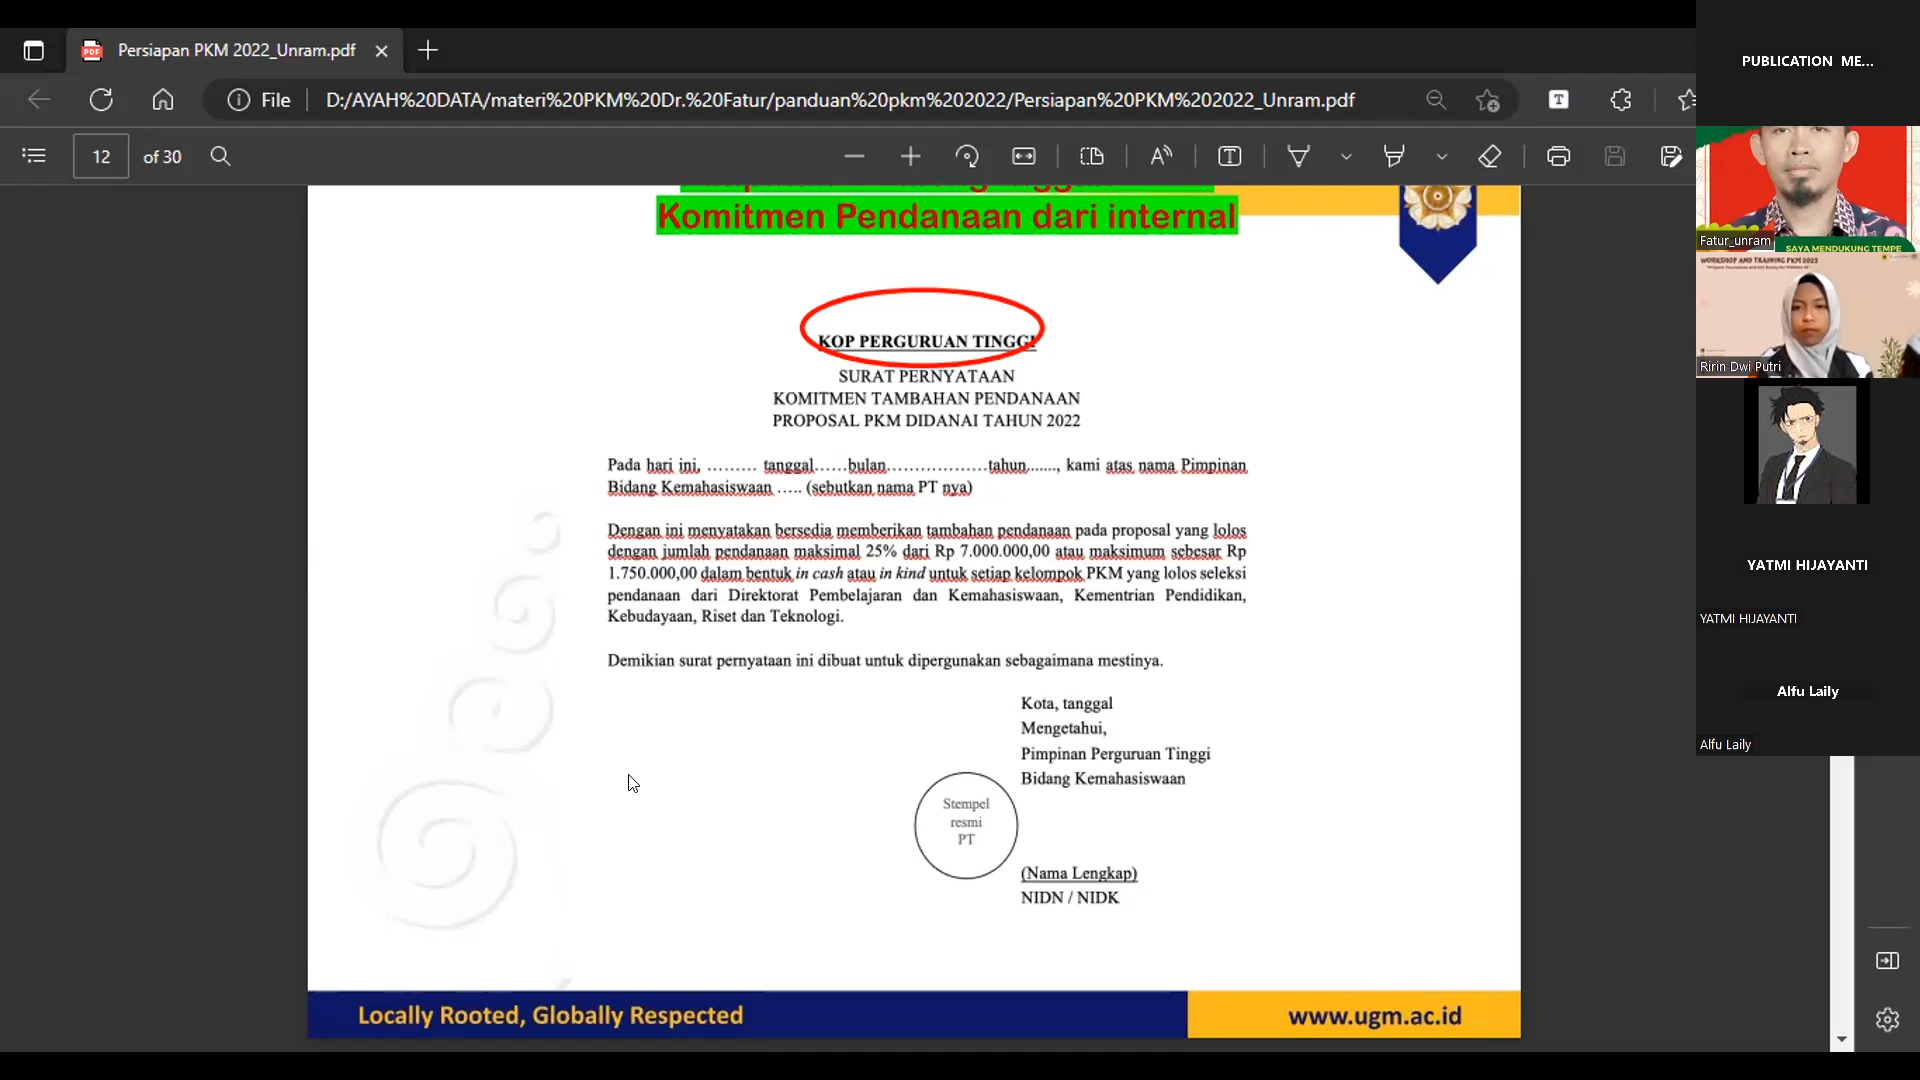 Persiapan PKM 2022_Unram.pdf
File
D:/AYAH%20DATA/materi%20PKM%20Dr.%20Fatur/panduan%20pkm%202022/Persiapan%20PKM%202022_Unram.pdf
12 of 30
Komitmen Pendanaan dari internal
KOP PERGURUAN TINGGI
SURAT PERNYATAAN
KOMITMEN TAMBAHAN PENDANAAN
PROPOSAL PKM DIDANAI TAHUN 2022
Pada hari ini, ……… tanggal……bulan………………tahun......., kami atas nama Pimpinan
Bidang Kemahasiswaan ….. (sebutkan nama PT nya)
Dengan ini menyatakan bersedia memberikan tambahan pendanaan pada proposal yang lolos
dengan jumlah pendanaan maksimal 25% dari Rp 7.000.000,00 atau maksimum sebesar Rp
1.750.000,00 dalam bentuk in cash atau in kind untuk setiap kelompok PKM yang lolos seleksi
pendanaan dari Direktorat Pembelajaran dan Kemahasiswaan, Kementrian Pendidikan,
Kebudayaan, Riset dan Teknologi.
Demikian surat pernyataan ini dibuat untuk dipergunakan sebagaimana mestinya.
Kota, tanggal
Mengetahui,
Pimpinan Perguruan Tinggi
Bidang Kemahasiswaan
Stempel
resmi
PT
(Nama Lengkap)
NIDN / NIDK
Locally Rooted, Globally Respected
www.ugm.ac.id
PUBLICATION ME...
Fatur_unram
SAYA MENDUKUNG TEMPE
WORKSHOP AND TRAINING PKM 2023
Ririn Dwi Putri
YATMI HIJAYANTI
YATMI HIJAYANTI
Alfu Laily
Alfu Laily